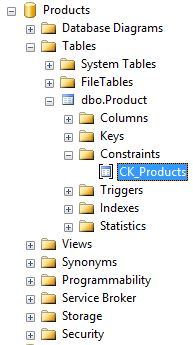 Products
Database Diagrams
Tables
System Tables
FileTables
dbo.Product
Columns
Keys
Constraints
CK_Products
Triggers
Indexes
Statistics
Views
Synonyms
Programmability
Service Broker
Storage
Security